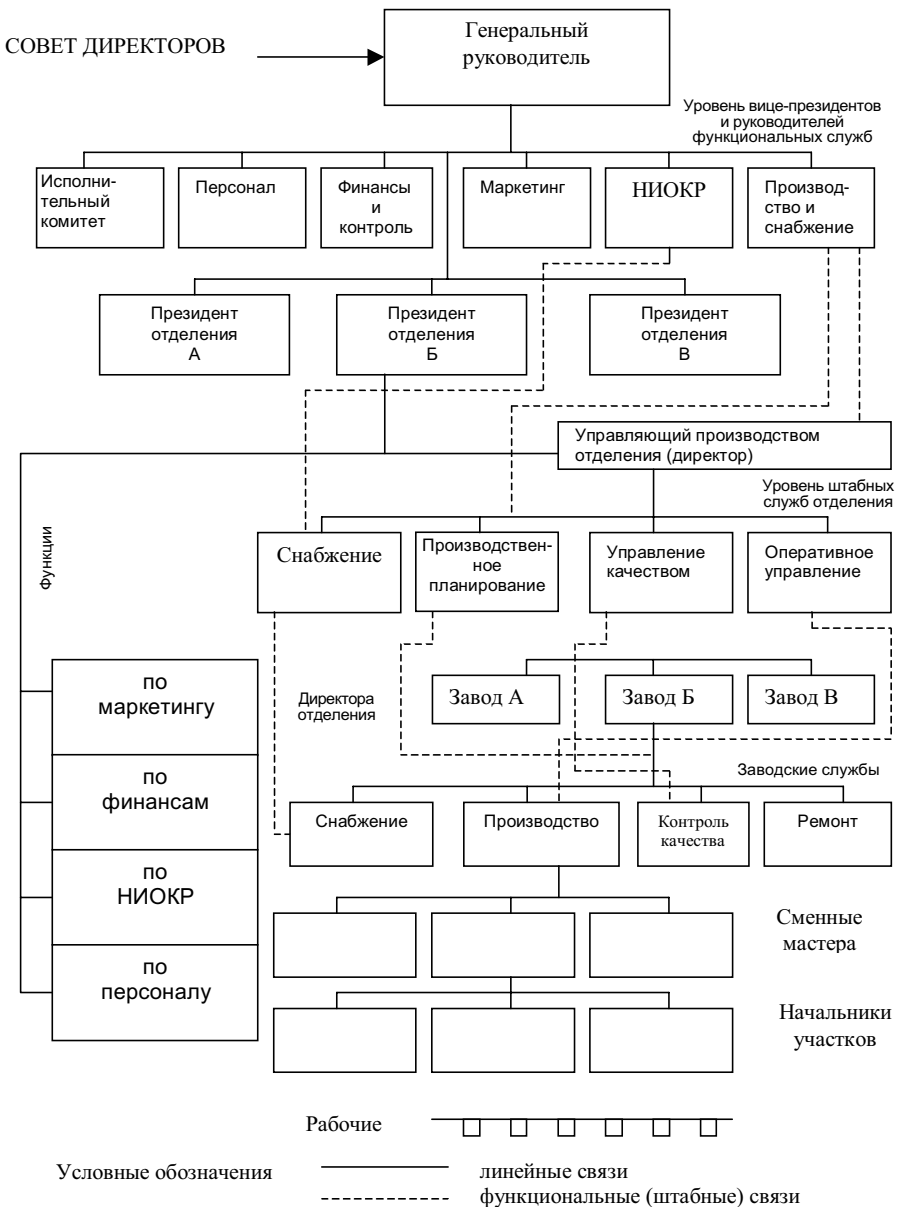 СОВЕТ ДИРЕКТОРОВ
Генеральный
руководитель
Уровень вице-президентов
и руководителей
функциональных служб
Исполни-
тельный
комитет
Персонал
Финансы
и
контроль
Маркетинг
НИОКР
Производ-
ство и
снабжение
Президент
отделения
А
Президент
отделения
Б
Президент
отделения
В
Управляющий производством
отделения (директор)
Уровень штабных
служб отделения
Функции
Снабжение
Производствен-
ное
планирование
Управление
качеством
Оперативное
управление
по
маркетингу
по
финансам
по
НИОКР
по
персоналу
Директора
отделения
Завод А
Завод Б
Завод В
Заводские службы
Снабжение
Производство
Контроль
качества
Ремонт
Сменные
мастера
Начальники
участков
Рабочие
Условные обозначения
линейные связи
функциональные (штабные) связи